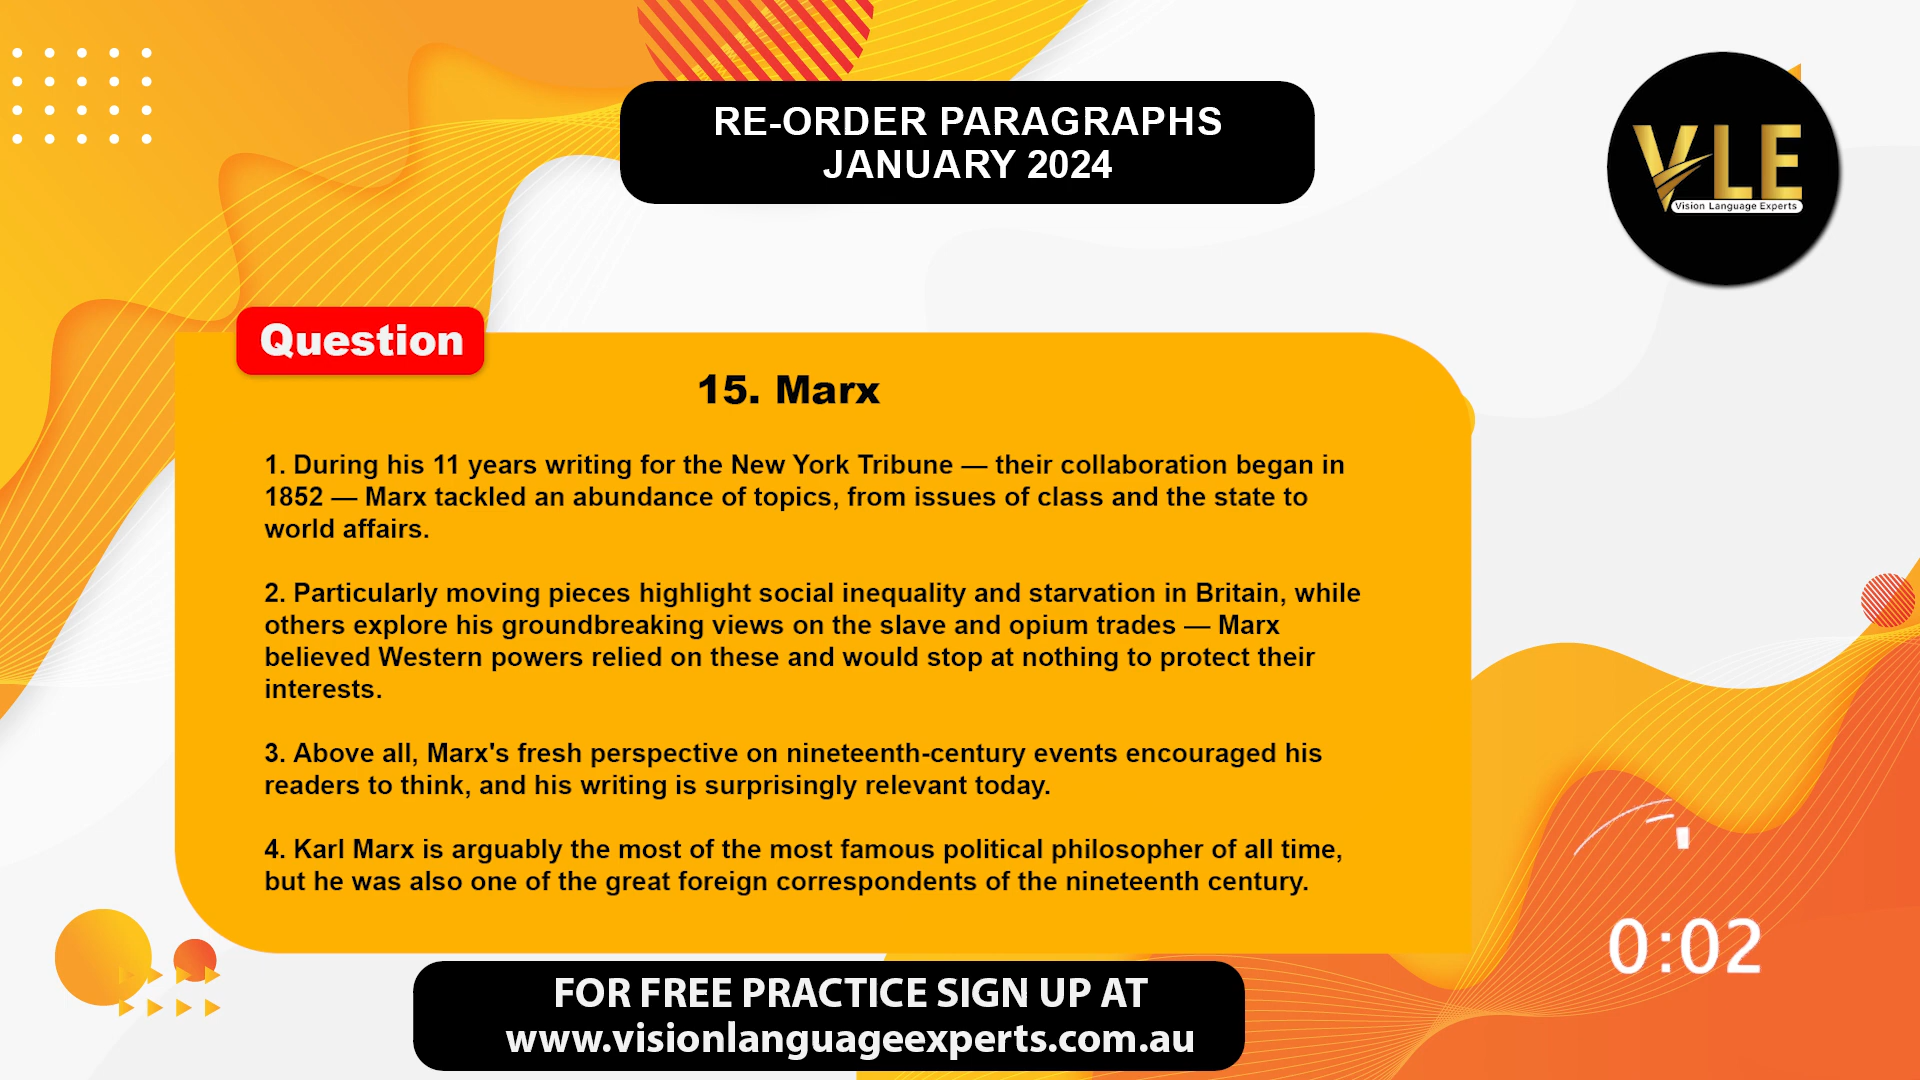 RE-ORDER PARAGRAPHS
JANUARY 2024
VLE
Vision Language Experts
Question
15. Marx
1. During his 11 years writing for the New York Tribune — their collaboration began in
1852 — Marx tackled an abundance of topics, from issues of class and the state to
world affairs.
2. Particularly moving pieces highlight social inequality and starvation in Britain, while
others explore his groundbreaking views on the slave and opium trades — Marx
believed Western powers relied on these and would stop at nothing to protect their
interests.
3. Above all, Marx's fresh perspective on nineteenth-century events encouraged his
readers to think, and his writing is surprisingly relevant today.
4. Karl Marx is arguably the most of the most famous political philosopher of all time,
but he was also one of the great foreign correspondents of the nineteenth century.
0:02
FOR FREE PRACTICE SIGN UP AT
www.visionlanguageexperts.com.au